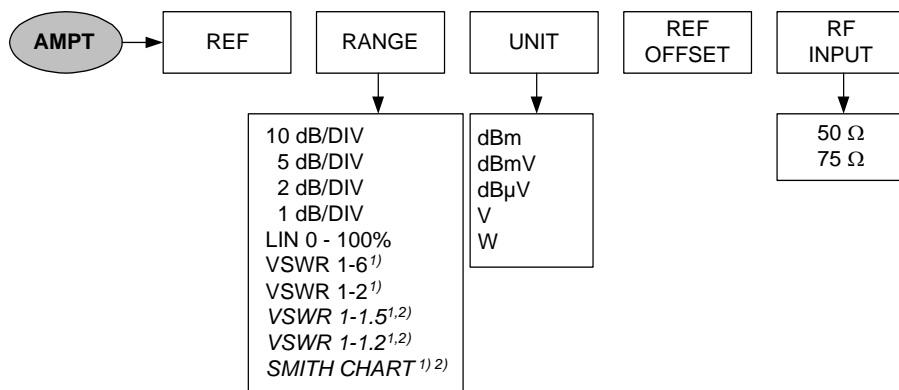 AMPT
REF
RANGE
UNIT
REF
OFFSET
RF
INPUT
10 dB/DIV
5 dB/DIV
2 dB/DIV
1 dB/DIV
LIN 0 - 100%
VSWR 1-6 1)
VSWR 1-2 1)
VSWR 1-1.5 1,2)
VSWR 1-1.2 1,2)
SMITH CHART 1) 2)
dBm
dBmV
dBµV
V
W
50 Ω
75 Ω